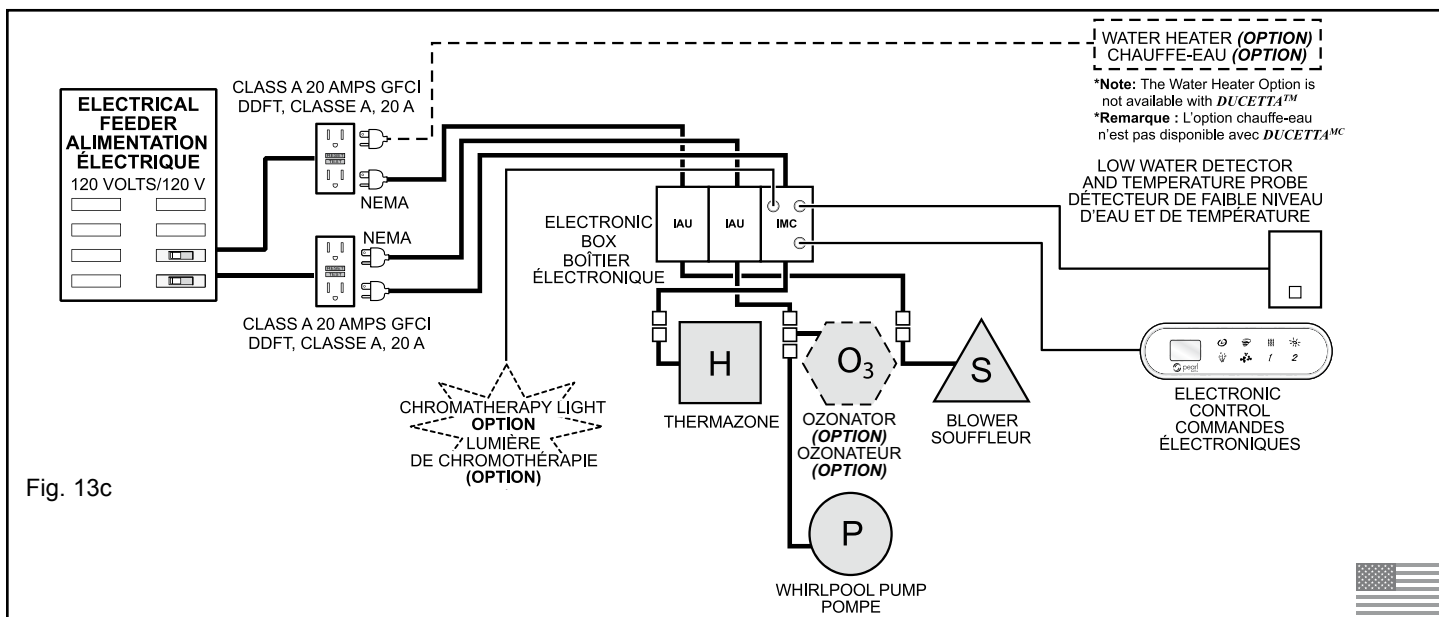 WATER HEATER (OPTION)
CHAUFFE-EAU (OPTION)
*Note: The Water Heater Option is
not available with DUCETTA™
*Remarque : L'option chauffe-eau
n'est pas disponible avec DUCETTAᴹᶜ
CLASS A 20 AMPS GFCI
DDFT, CLASSE A, 20 A
ELECTRICAL
FEEDER
ALIMENTATION
ÉLECTRIQUE
120 VOLTS/120 V
NEMA
NEMA
CLASS A 20 AMPS GFCI
DDFT, CLASSE A, 20 A
ELECTRONIC
BOX
BOÎTIER
ÉLECTRONIQUE
IAU
IAU
IMC
LOW WATER DETECTOR
AND TEMPERATURE PROBE
DÉTECTEUR DE FAIBLE NIVEAU
D'EAU ET DE TEMPÉRATURE
H
THERMAZONE
O₃
OZONATOR
(OPTION)
OZONATEUR
(OPTION)
S
BLOWER
SOUFFLEUR
pearl
1
2
ELECTRONIC
CONTROL
COMMANDES
ÉLECTRONIQUES
CHROMATHERAPY LIGHT
OPTION
LUMIÈRE
DE CHROMOTHÉRAPIE
(OPTION)
P
WHIRLPOOL PUMP
POMPE
Fig. 13c